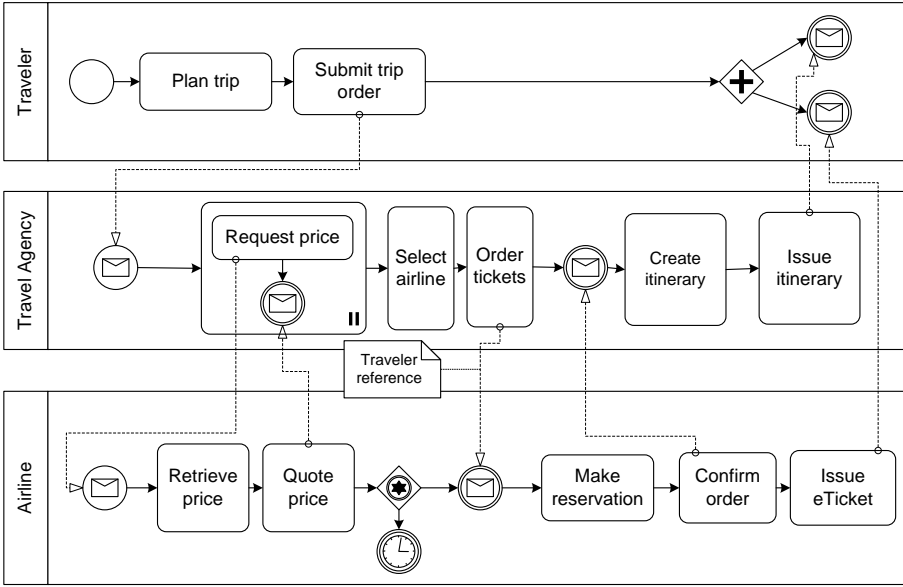 Traveler
Plan trip
Submit trip
order
Travel Agency
Request price
Select
airline
Order
tickets
Create
itinerary
Issue
itinerary
Traveler
reference
Airline
Retrieve
price
Quote
price
Make
reservation
Confirm
order
Issue
eTicket